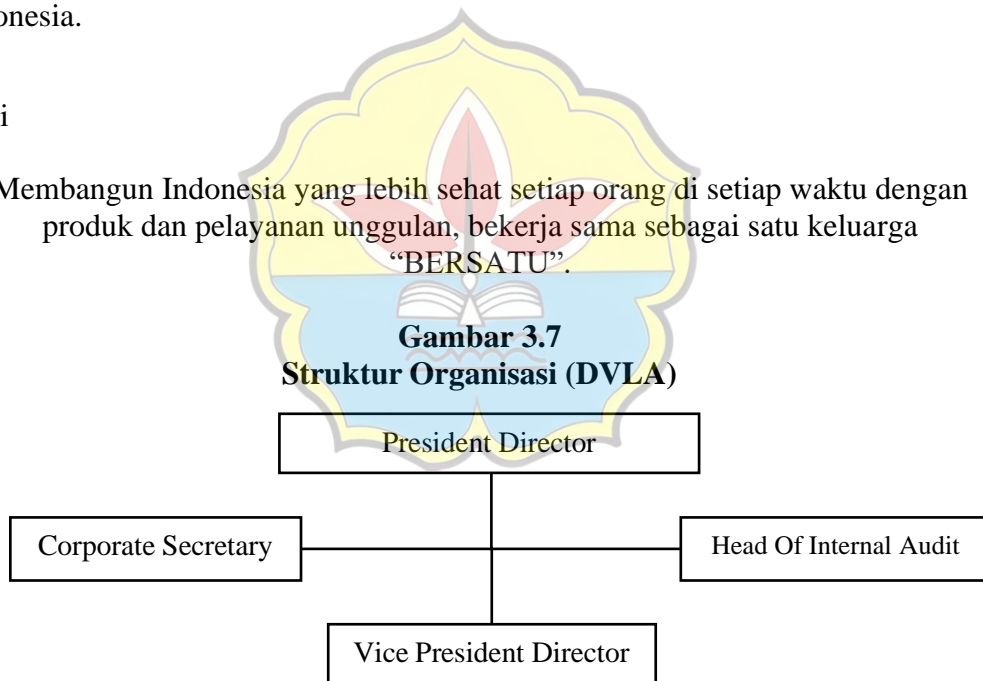 onesia.
i
Membangun Indonesia yang lebih sehat setiap orang di setiap waktu dengan
produk dan pelayanan unggulan, bekerja sama sebagai satu keluarga
“BERSATU”.
Gambar 3.7
Struktur Organisasi (DVLA)
President Director
Corporate Secretary
Head Of Internal Audit
Vice President Director